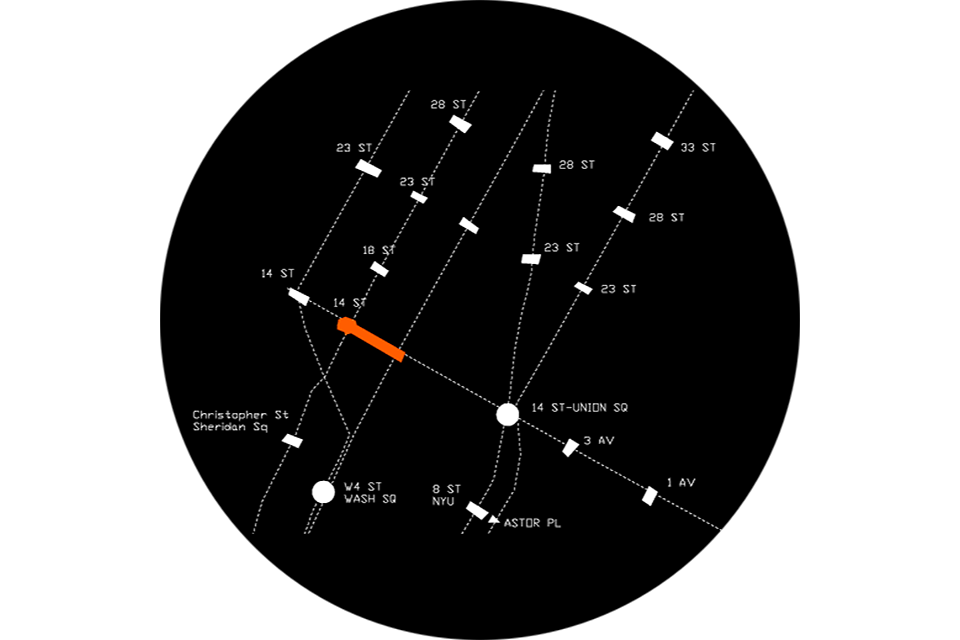 28 ST
23 ST
33 ST
28 ST
23 ST
28 ST
18 ST
23 ST
14 ST
23 ST
14 ST
14 ST-UNION SQ
Christopher St
Sheridan Sq
3 AV
W4 ST
WASH SQ
8 ST
NYU
1 AV
ASTOR PL